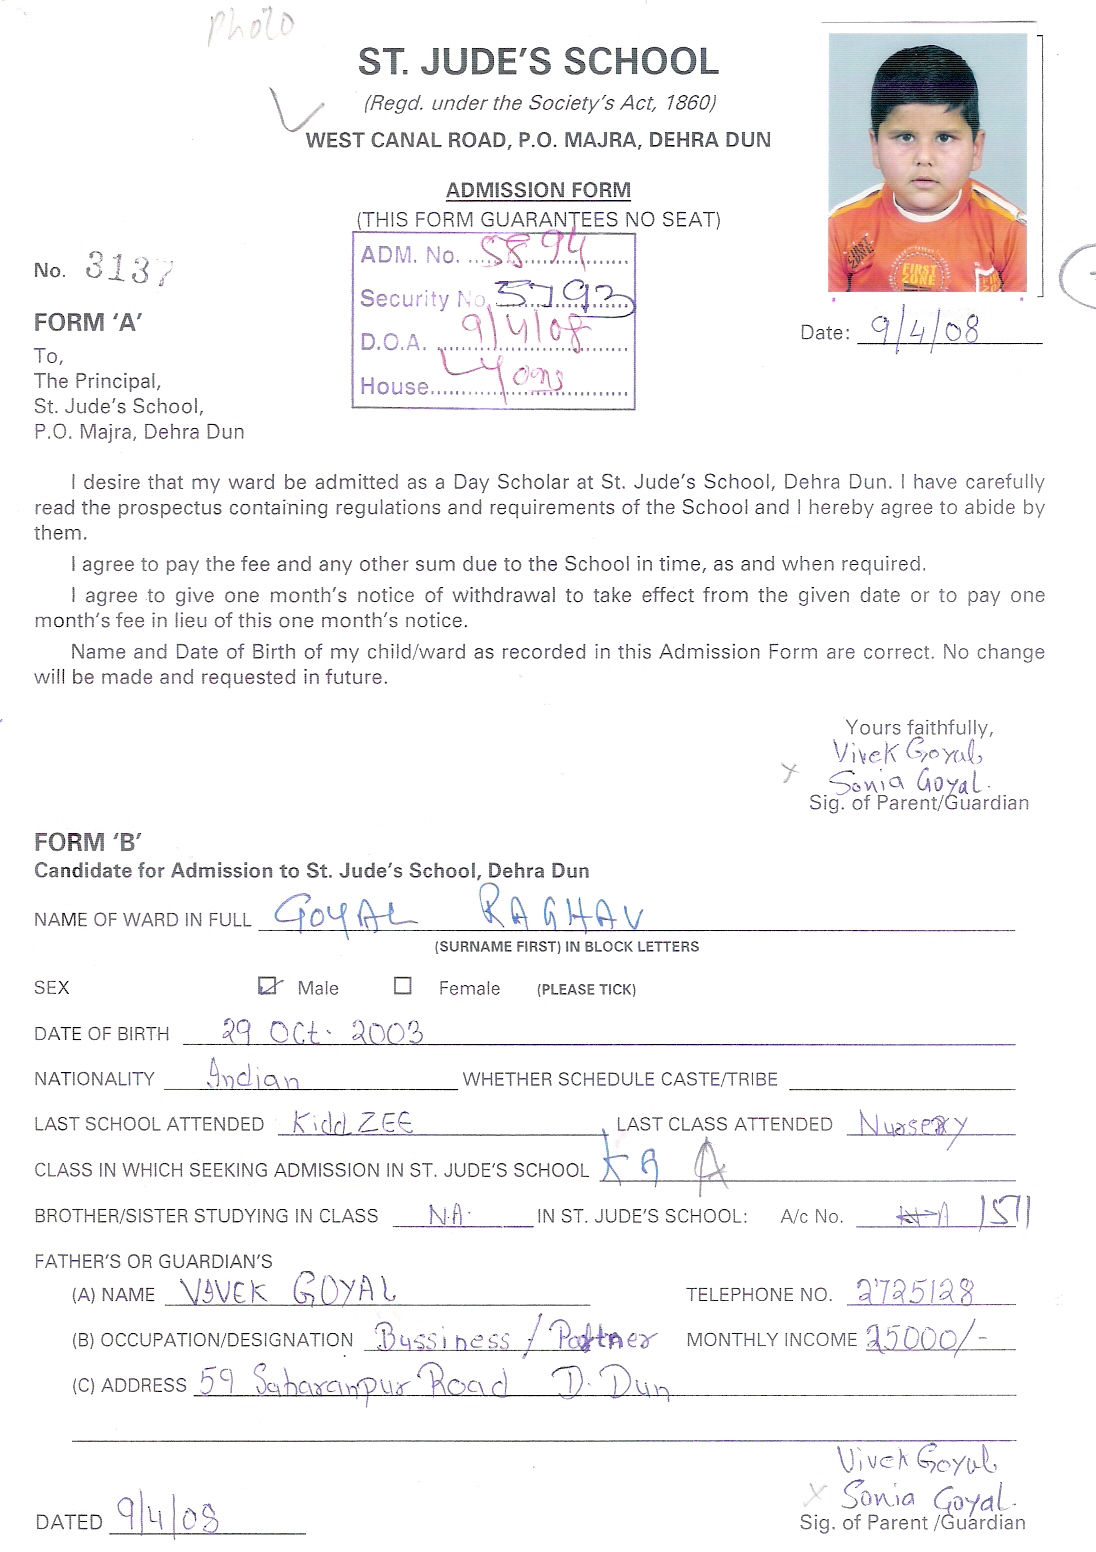 Photo
ST. JUDE'S SCHOOL
(Regd. under the Society's Act, 1860)
WEST CANAL ROAD, P.O. MAJRA, DEHRA DUN
ADMISSION FORM
(THIS FORM GUARANTEES NO SEAT)
ADM. No. 5894
No. 3137
Security No. 5793
FORM 'A'
D.O.A. 9/4/08
Date: 9/4/08
House Lyons
FIRST ZONE
To,
The Principal,
St. Jude's School,
P.O. Majra, Dehra Dun
I desire that my ward be admitted as a Day Scholar at St. Jude's School, Dehra Dun. I have carefully
read the prospectus containing regulations and requirements of the School and I hereby agree to abide by
them.
I agree to pay the fee and any other sum due to the School in time, as and when required.
I agree to give one month's notice of withdrawal to take effect from the given date or to pay one
month's fee in lieu of this one month's notice.
Name and Date of Birth of my child/ward as recorded in this Admission Form are correct. No change
will be made and requested in future.
Yours faithfully,
Vivek Goyal
x Sonia Goyal.
Sig. of Parent/Guardian
FORM 'B'
Candidate for Admission to St. Jude's School, Dehra Dun
NAME OF WARD IN FULL GOYAL RAGHAV
(SURNAME FIRST) IN BLOCK LETTERS
SEX Male Female (PLEASE TICK)
DATE OF BIRTH 29 Oct. 2003
NATIONALITY Indian WHETHER SCHEDULE CASTE/TRIBE
LAST SCHOOL ATTENDED Kidd ZEE LAST CLASS ATTENDED Nursery
CLASS IN WHICH SEEKING ADMISSION IN ST. JUDE'S SCHOOL KG A
BROTHER/SISTER STUDYING IN CLASS N.A. IN ST. JUDE'S SCHOOL: A/c No. N.A 1571
FATHER'S OR GUARDIAN'S
(A) NAME VIVEK GOYAL TELEPHONE NO. 2725128
(B) OCCUPATION/DESIGNATION Bussiness / Partner MONTHLY INCOME 25000/-
(C) ADDRESS 59 Saharanpur Road D. Dun
Vivek Goyal
x Sonia Goyal.
DATED 9/4/08 Sig. of Parent /Guardian